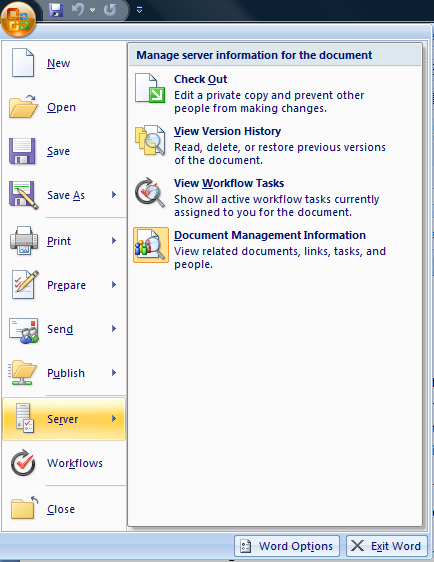 New
Open
Save
Save As
Print
Prepare
Send
Publish
Server
Workflows
Close
Manage server information for the document
Check Out
Edit a private copy and prevent other
people from making changes.
View Version History
Read, delete, or restore previous versions
of the document.
View Workflow Tasks
Show all active workflow tasks currently
assigned to you for the document.
Document Management Information
View related documents, links, tasks, and
people.
Word Options
Exit Word